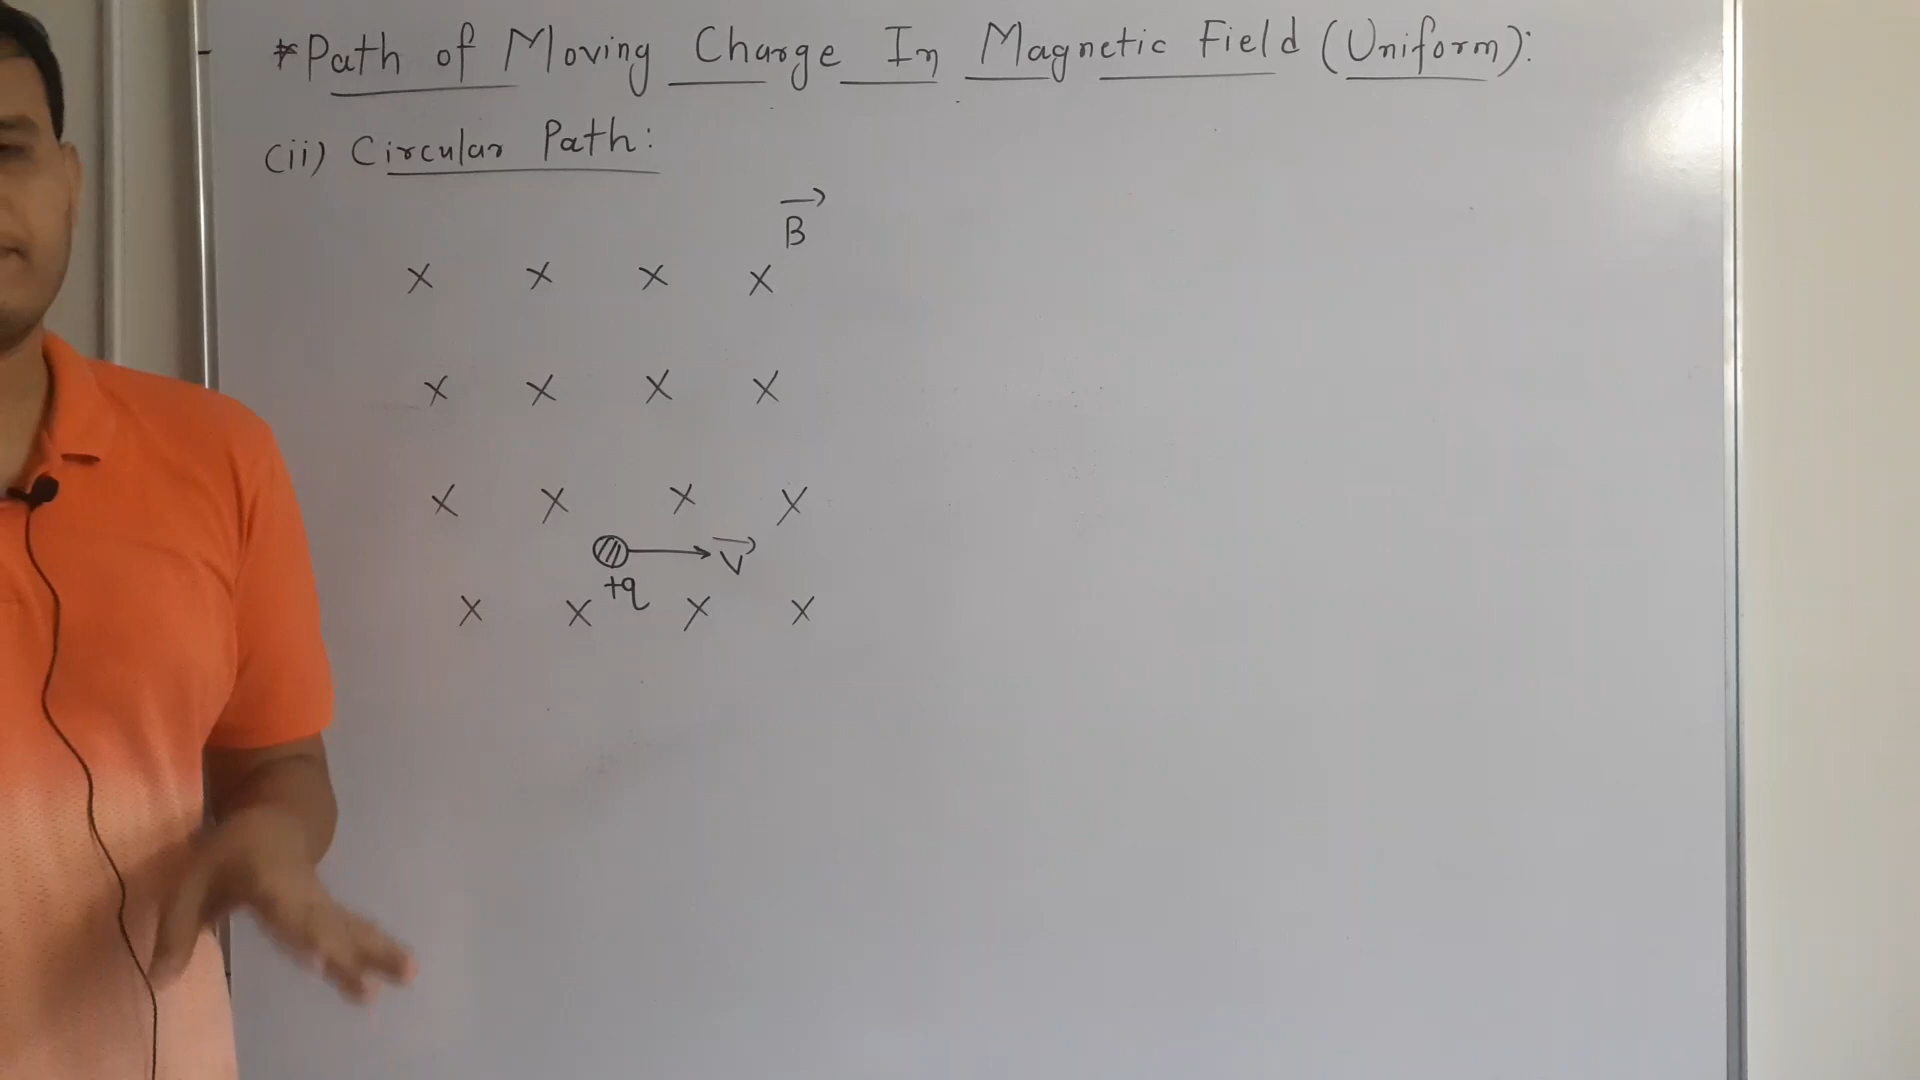 *Path of Moving Charge In Magnetic Field (Uniform):
(ii) Circular Path:
B
x x x x
x x x x
x x x x
V
+q
x x x x